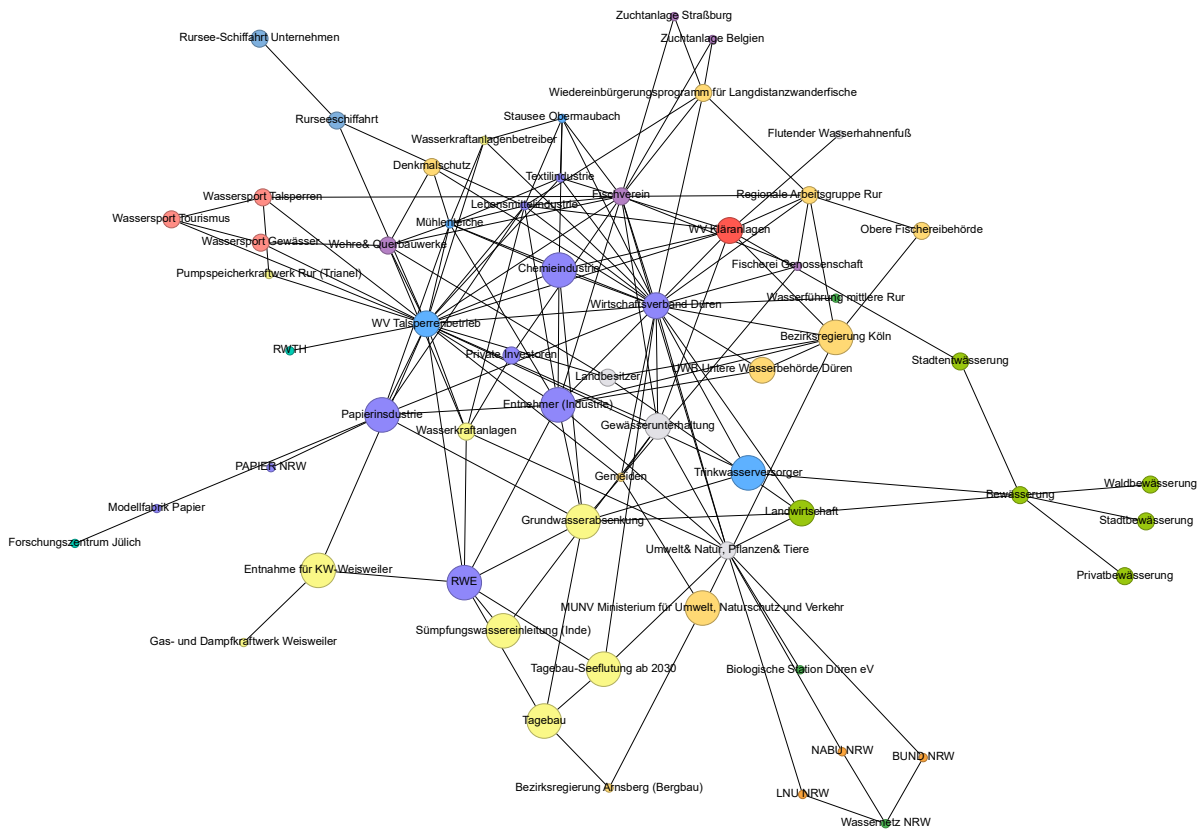 Zuchtanlage Straßburg
Rursee-Schiffahrt Unternehmen
Zuchtanlage Belgien
Wiedereinbürgerungsprogramm für Langdistanzwanderfische
Stausee Obermaubach
Rurseeschiffahrt
Flutender Wasserhahnenfuß
Wasserkraftanlagenbetreiber
Denkmalschutz
Textilindustrie
Wassersport Talsperren
Fischverein
Regionale Arbeitsgruppe Rur
Lebensmittelindustrie
Wassersport Tourismus
Mühlenteiche
WV Kläranlagen
Obere Fischereibehörde
Wassersport Gewässer
Wehre& Querbauwerke
Pumpspeicherkraftwerk Rur (Trianel)
Chemieindustrie
Fischerei Genossenschaft
Wirtschaftsverband Düren
Wasserführung mittlere Rur
WV Talsperrenbetrieb
Bezirksregierung Köln
RWTH
Private Investoren
Stadtentwässerung
Landbesitzer
UWB Untere Wasserbehörde Düren
Entnehmer (Industrie)
Papierinsdustrie
Wasserkraftanlagen
Gewässerunterhaltung
PAPIER NRW
Gemeiden
Trinkwasserversorger
Waldbewässerung
Bewässerung
Modellfabrik Papier
Landwirtschaft
Grundwasserabsenkung
Stadtbewässerung
Forschungszentrum Jülich
Umwelt& Natur, Pflanzen& Tiere
Entnahme für KW-Weisweiler
Privatbewässerung
RWE
MUNV Ministerium für Umwelt, Naturschutz und Verkehr
Sümpfungswassereinleitung (Inde)
Gas- und Dampfkraftwerk Weisweiler
Tagebau-Seeflutung ab 2030
Biologische Station Düren eV
Tagebau
NABU NRW
BUND NRW
Bezirksregierung Arnsberg (Bergbau)
LNU NRW
Wassernetz NRW